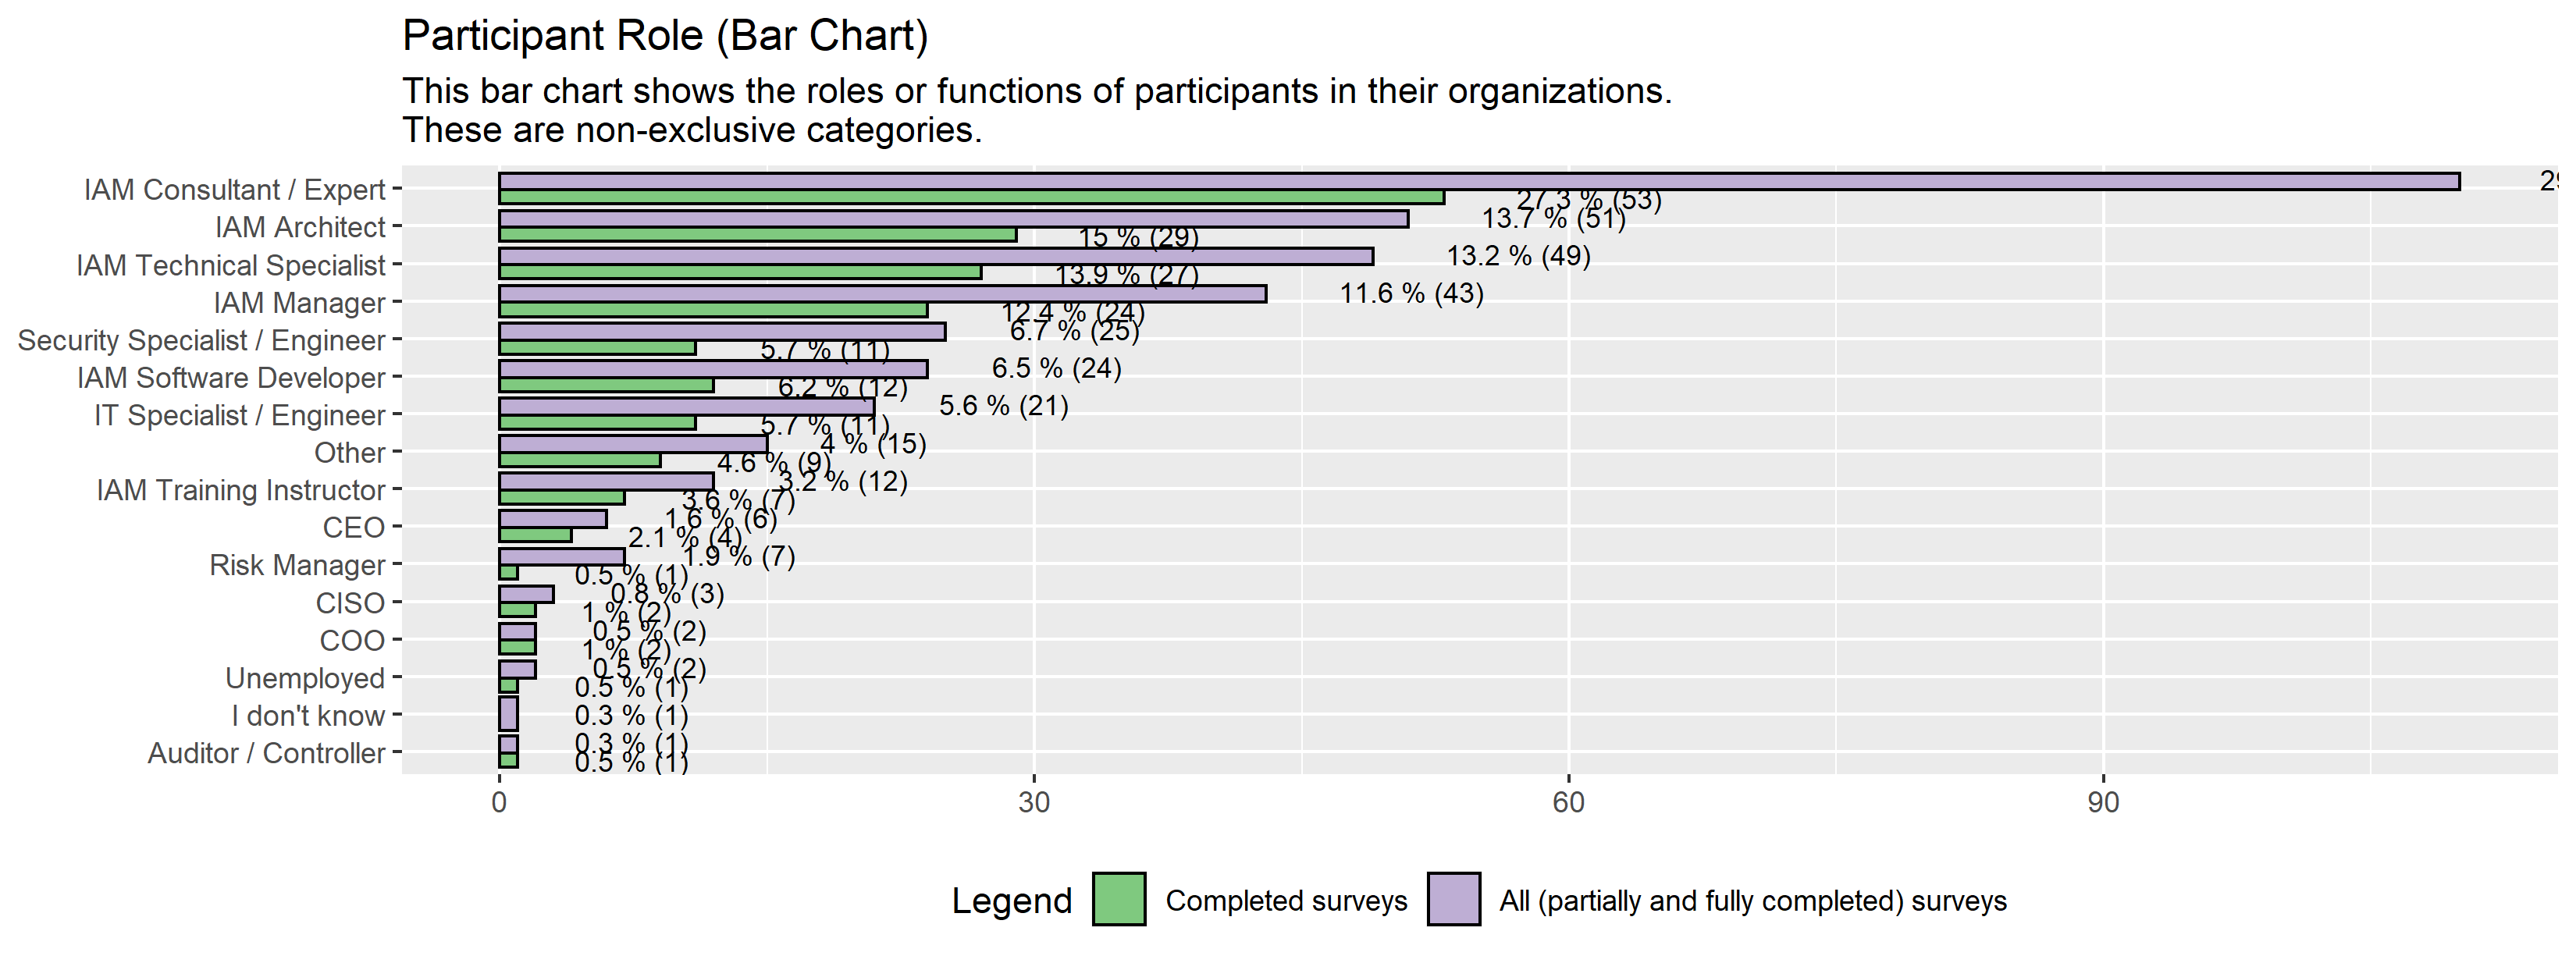 Participant Role (Bar Chart)
This bar chart shows the roles or functions of participants in their organizations.
These are non-exclusive categories.
IAM Consultant / Expert
29
27.3 % (53)
IAM Architect
13.7 % (51)
15 % (29)
IAM Technical Specialist
13.2 % (49)
13.9 % (27)
IAM Manager
11.6 % (43)
12.4 % (24)
Security Specialist / Engineer
6.7 % (25)
5.7 % (11)
IAM Software Developer
6.5 % (24)
6.2 % (12)
IT Specialist / Engineer
5.6 % (21)
5.7 % (11)
Other
4 % (15)
4.6 % (9)
IAM Training Instructor
3.2 % (12)
3.6 % (7)
CEO
1.6 % (6)
2.1 % (4)
Risk Manager
1.9 % (7)
0.5 % (1)
CISO
0.8 % (3)
1 % (2)
COO
0.5 % (2)
1 % (2)
Unemployed
0.5 % (2)
0.5 % (1)
I don't know
0.3 % (1)
Auditor / Controller
0.3 % (1)
0.5 % (1)
0 30 60 90
Legend Completed surveys All (partially and fully completed) surveys